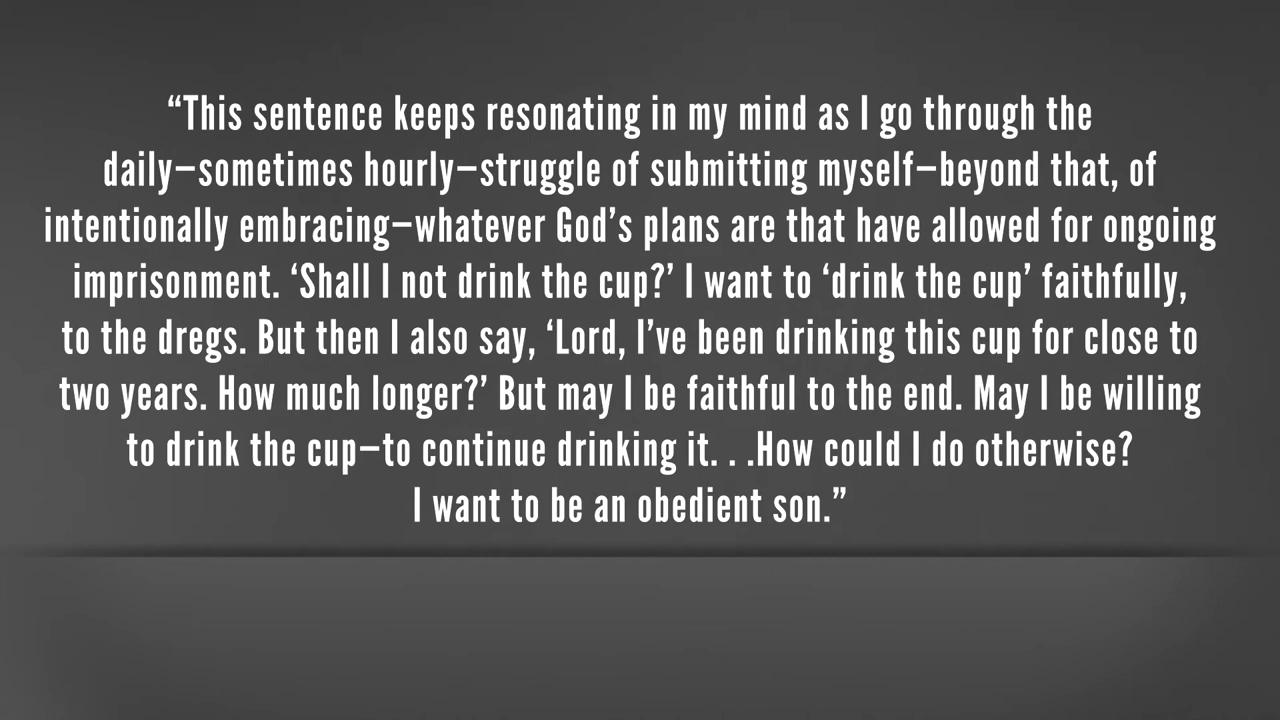 “This sentence keeps resonating in my mind as I go through the
daily—sometimes hourly—struggle of submitting myself—beyond that, of
intentionally embracing—whatever God’s plans are that have allowed for ongoing
imprisonment. ‘Shall I not drink the cup?’ I want to ‘drink the cup’ faithfully,
to the dregs. But then I also say, ‘Lord, I’ve been drinking this cup for close to
two years. How much longer?’ But may I be faithful to the end. May I be willing
to drink the cup—to continue drinking it. . .How could I do otherwise?
I want to be an obedient son.”